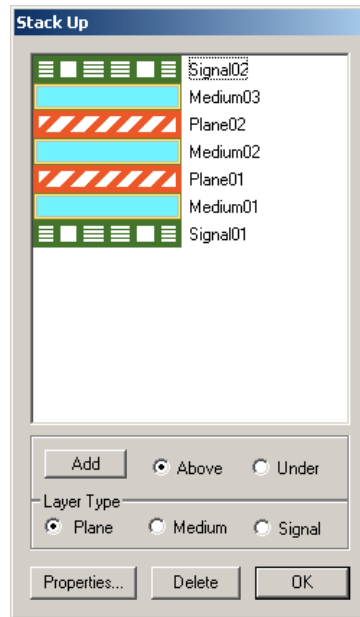 Stack Up
Signal02
Medium03
Plane02
Medium02
Plane01
Medium01
Signal01
Add Above Under
Layer Type
Plane Medium Signal
Properties... Delete OK